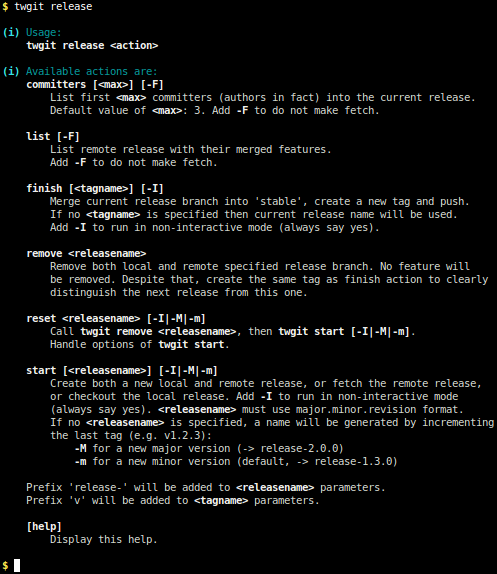 $ twgit release
(i) Usage:
twgit release <action>
(i) Available actions are:
committers [<max>] [-F]
List first <max> committers (authors in fact) into the current release.
Default value of <max>: 3. Add -F to do not make fetch.
list [-F]
List remote release with their merged features.
Add -F to do not make fetch.
finish [<tagname>] [-I]
Merge current release branch into 'stable', create a new tag and push.
If no <tagname> is specified then current release name will be used.
Add -I to run in non-interactive mode (always say yes).
remove <releasename>
Remove both local and remote specified release branch. No feature will
be removed. Despite that, create the same tag as finish action to clearly
distinguish the next release from this one.
reset <releasename> [-I|-M|-m]
Call twgit remove <releasename>, then twgit start [-I|-M|-m].
Handle options of twgit start.
start [<releasename>] [-I|-M|-m]
Create both a new local and remote release, or fetch the remote release,
or checkout the local release. Add -I to run in non-interactive mode
(always say yes). <releasename> must use major.minor.revision format.
If no <releasename> is specified, a name will be generated by incrementing
the last tag (e.g. v1.2.3):
-M for a new major version (-> release-2.0.0)
-m for a new minor version (default, -> release-1.3.0)
Prefix 'release-' will be added to <releasename> parameters.
Prefix 'v' will be added to <tagname> parameters.
[help]
Display this help.
$